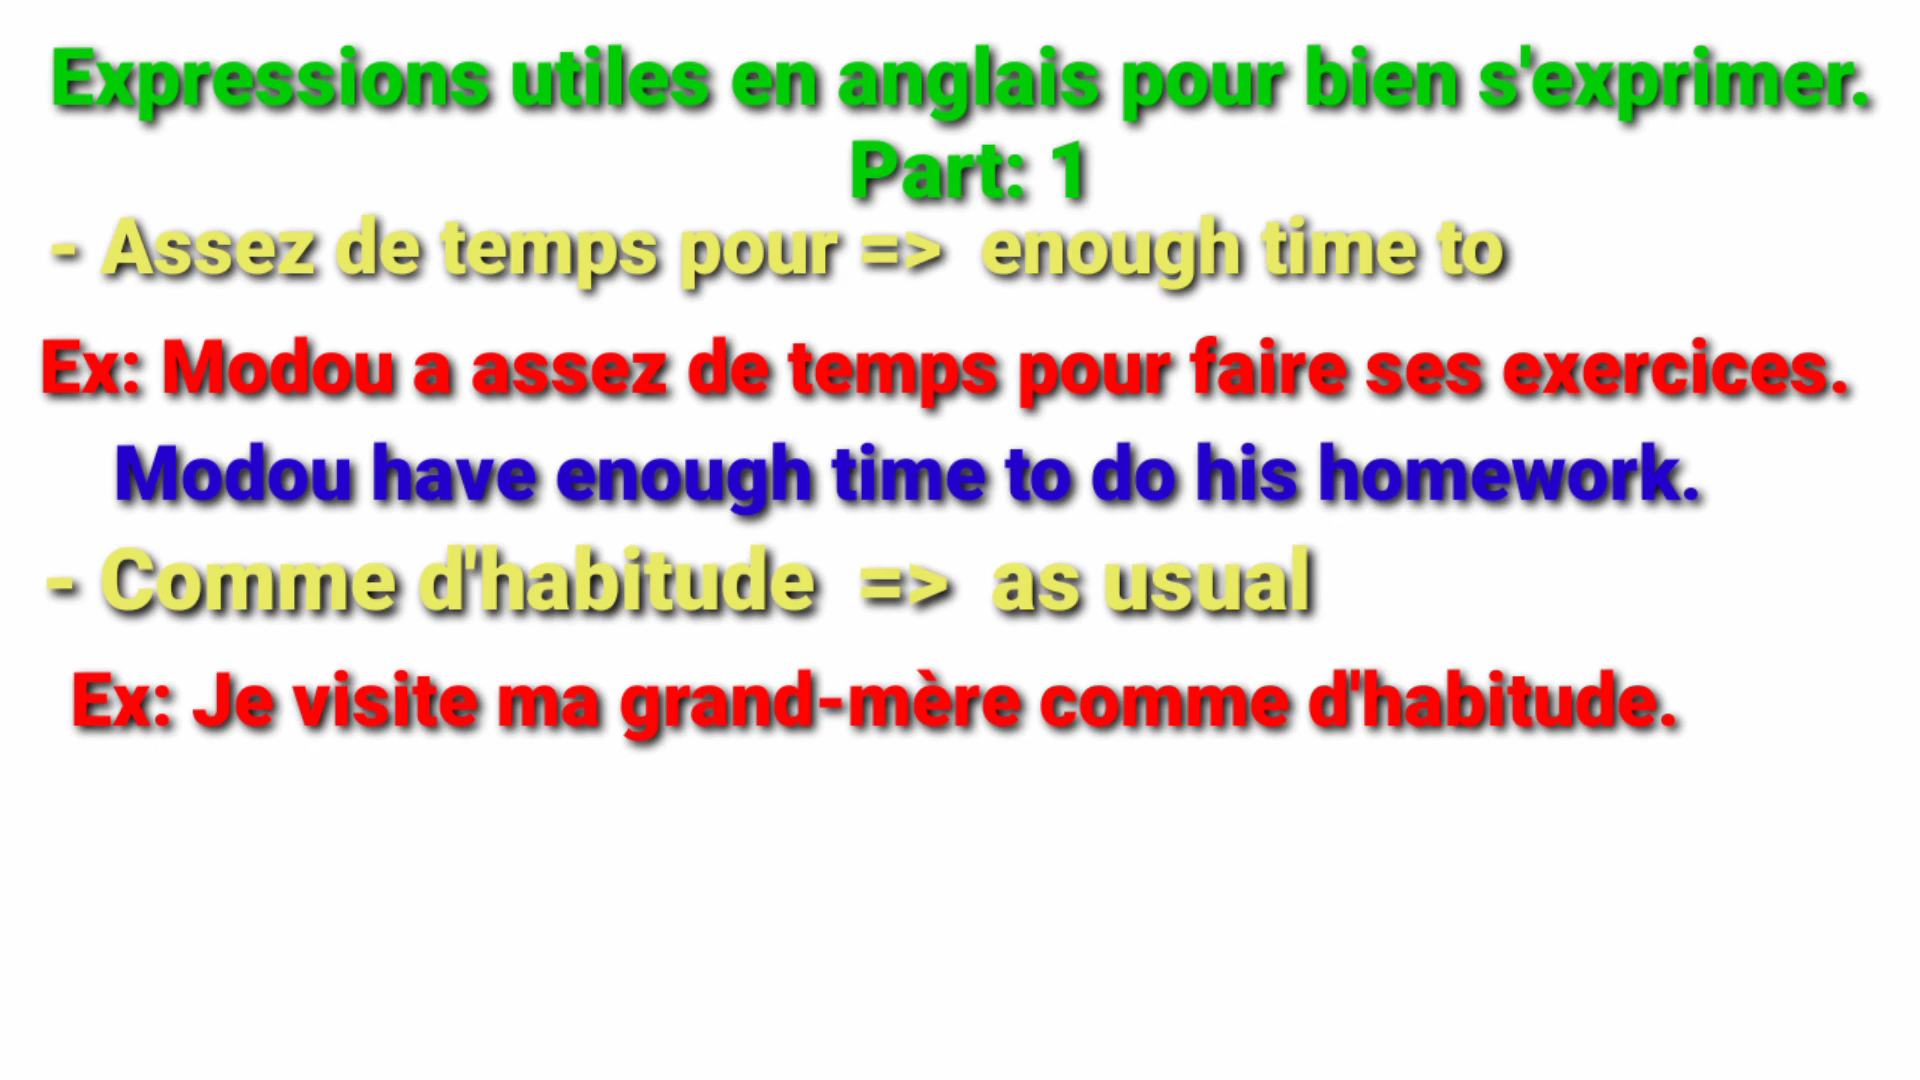 Expressions utiles en anglais pour bien s'exprimer.
Part: 1
- Assez de temps pour => enough time to
Ex: Modou a assez de temps pour faire ses exercices.
Modou have enough time to do his homework.
- Comme d'habitude => as usual
Ex: Je visite ma grand-mère comme d'habitude.